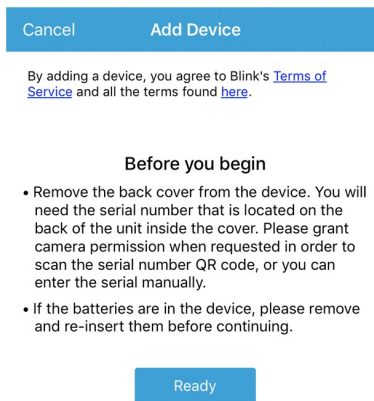 Cancel Add Device
By adding a device, you agree to Blink's Terms of
Service and all the terms found here.
Before you begin
• Remove the back cover from the device. You will
need the serial number that is located on the
back of the unit inside the cover. Please grant
camera permission when requested in order to
scan the serial number QR code, or you can
enter the serial manually.
• If the batteries are in the device, please remove
and re-insert them before continuing.
Ready